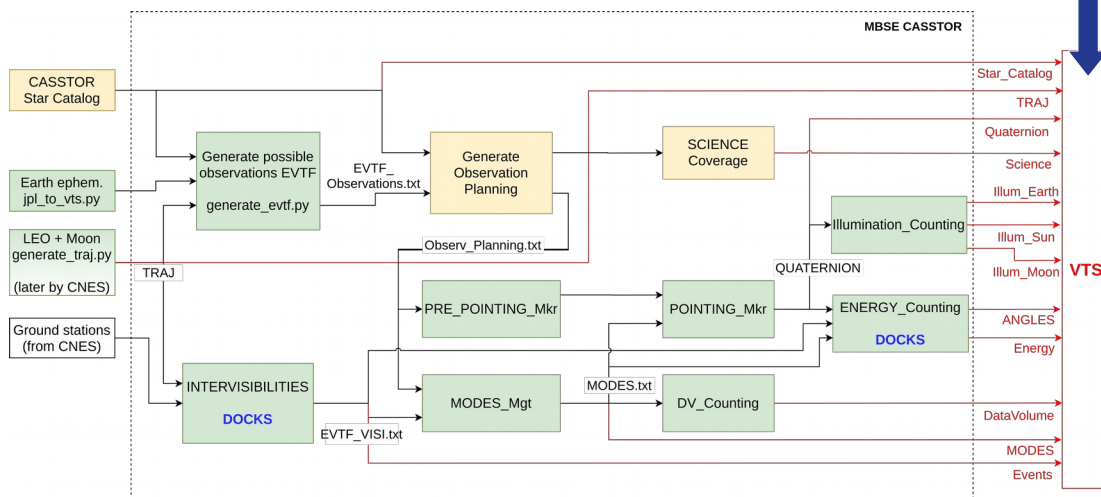 MBSE CASSTOR
CASSTOR
Star Catalog
Star_Catalog
TRAJ
Quaternion
Generate possible
observations EVTF
generate_evtf.py
EVTF_
Observations.txt
Generate
Observation
Planning
SCIENCE
Coverage
Science
Earth ephem.
jpl_to_vts.py
Illum_Earth
Illumination_Counting
Illum_Sun
LEO + Moon
generate_traj.py
(later by CNES)
TRAJ
Observ_Planning.txt
QUATERNION
Illum_Moon
VTS
PRE_POINTING_Mkr
POINTING_Mkr
ENERGY_Counting
DOCKS
ANGLES
Energy
Ground stations
(from CNES)
INTERVISIBILITIES
DOCKS
MODES_Mgt
MODES.txt
DV_Counting
DataVolume
EVTF_VISI.txt
MODES
Events